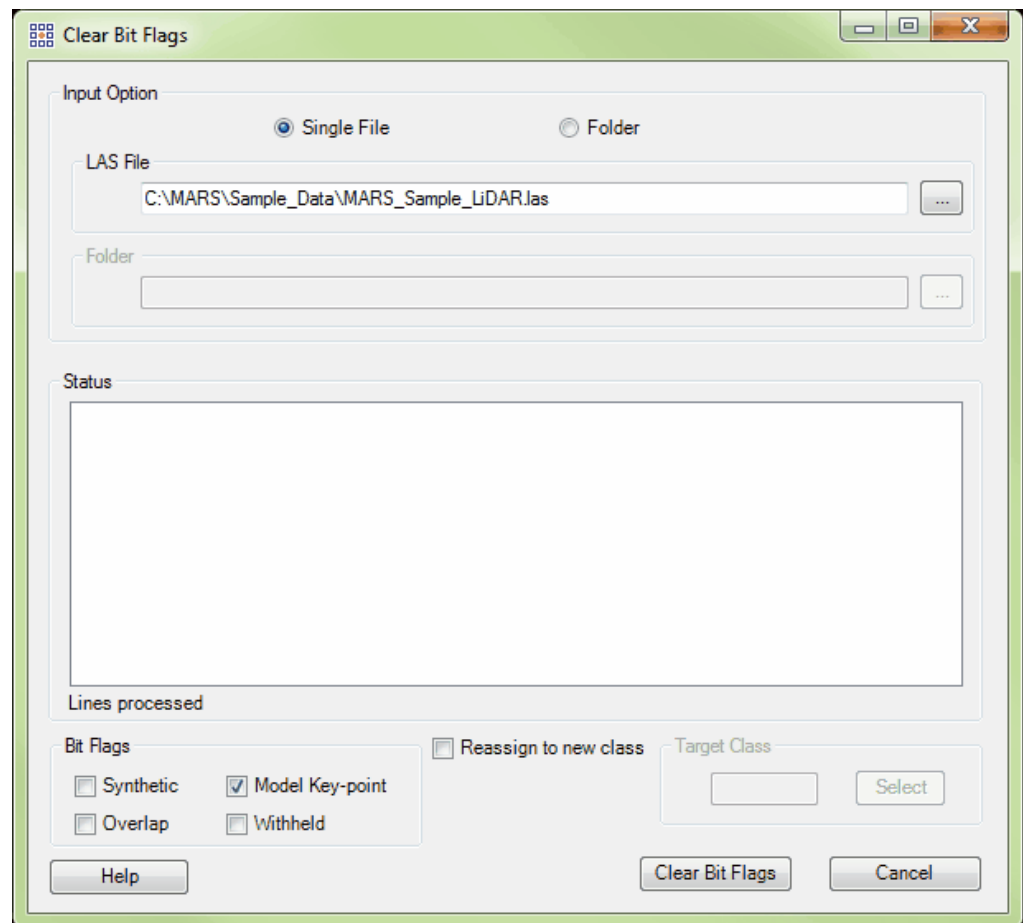 Clear Bit Flags
Input Option
Single File
Folder
LAS File
C:\MARS\Sample_Data\MARS_Sample_LiDAR.las
...
Folder
...
Status
Lines processed
Bit Flags
Synthetic
Model Key-point
Overlap
Withheld
Reassign to new class
Target Class
Select
Help
Clear Bit Flags
Cancel